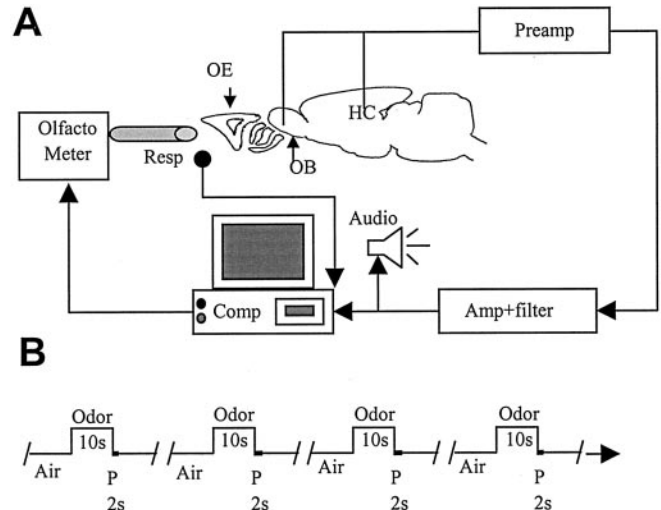 A
Preamp
OE
HC
Olfacto
Meter
Resp
OB
Audio
Comp
Amp+filter
B
Odor Odor Odor Odor
10s 10s 10s 10s
Air Air Air Air
P P P P
2s 2s 2s 2s